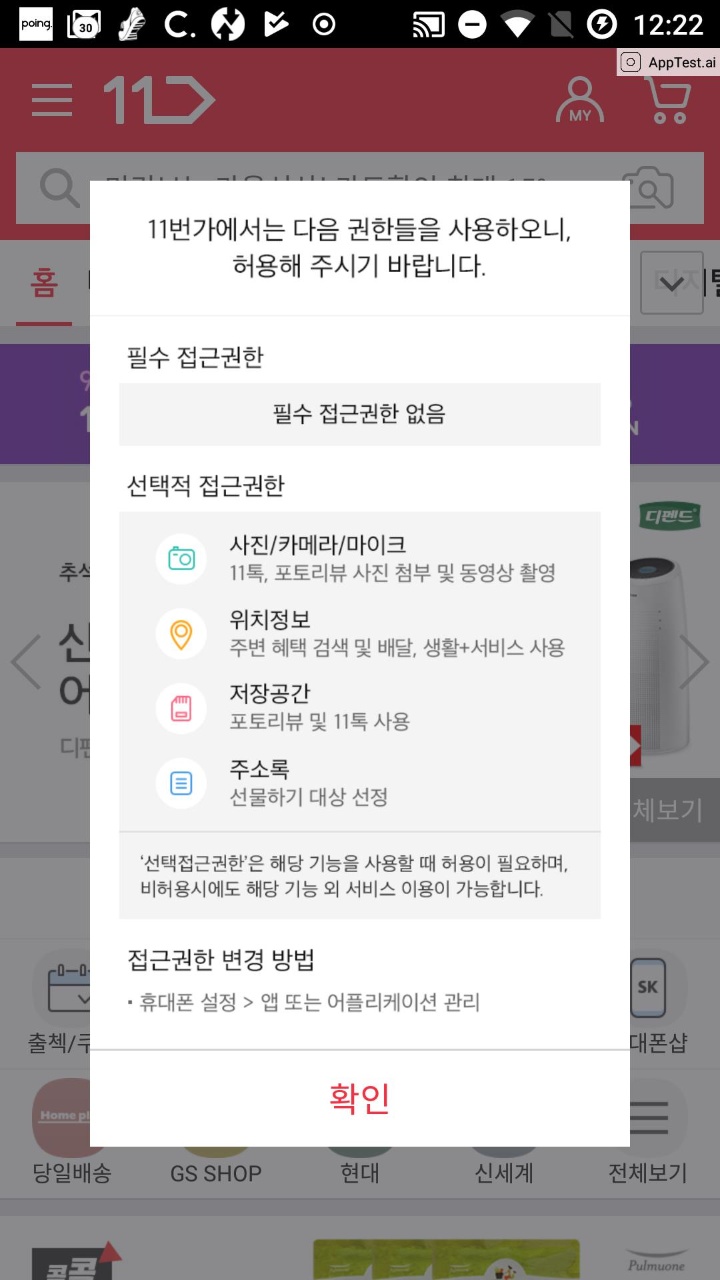 poing
30
C.
12:22
AppTest.ai
11
MY
홈
11번가에서는 다음 권한들을 사용하오니,
허용해 주시기 바랍니다.
필수 접근권한
필수 접근권한 없음
선택적 접근권한
사진/카메라/마이크
11톡, 포토리뷰 사진 첨부 및 동영상 촬영
위치정보
주변 혜택 검색 및 배달, 생활+서비스 사용
저장공간
포토리뷰 및 11톡 사용
주소록
선물하기 대상 선정
'선택접근권한'은 해당 기능을 사용할 때 허용이 필요하며,
비허용시에도 해당 기능 외 서비스 이용이 가능합니다.
접근권한 변경 방법
· 휴대폰 설정 > 앱 또는 어플리케이션 관리
확인
디펜드
추석
신
어
디펜
체보기
SK
출첵/쿠
대폰샵
Home pl
당일배송
GS SHOP
현대
신세계
전체보기
콕콕
Pulmuone